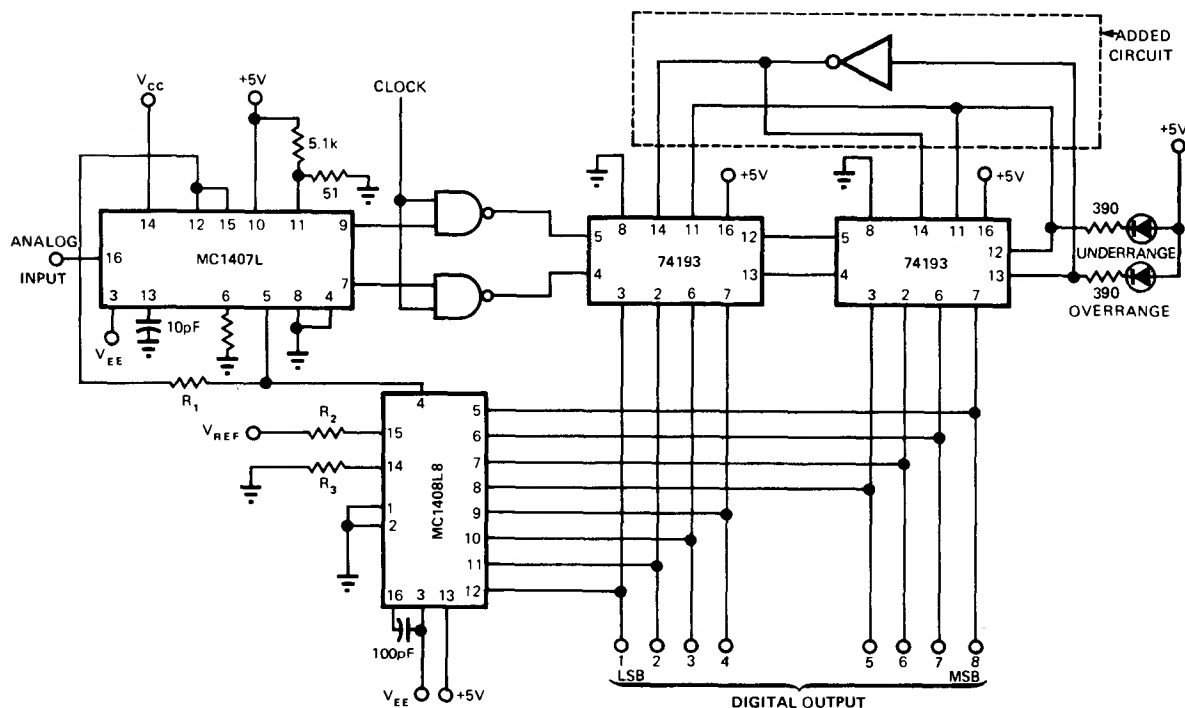 ADDED
CIRCUIT
V_CC
+5V
CLOCK
+5V
5.1k
51
+5V
+5V
14 12 15 10 11
9
ANALOG
INPUT
16
MC1407L
7
3 13 6 5 8 4
10pF
V_EE
8 14 11 16
5
12
4
74193
13
3 2 6 7
8 14 11 16
5
12
4
74193
13
3 2 6 7
390
UNDERRANGE
390
OVERRANGE
R1
4
V_REF
R2
15
R3
14
1
2
MC1408L8
5
6
7
8
9
10
11
12
16 3 13
100pF
V_EE
+5V
1 2 3 4 5 6 7 8
LSB MSB
DIGITAL OUTPUT